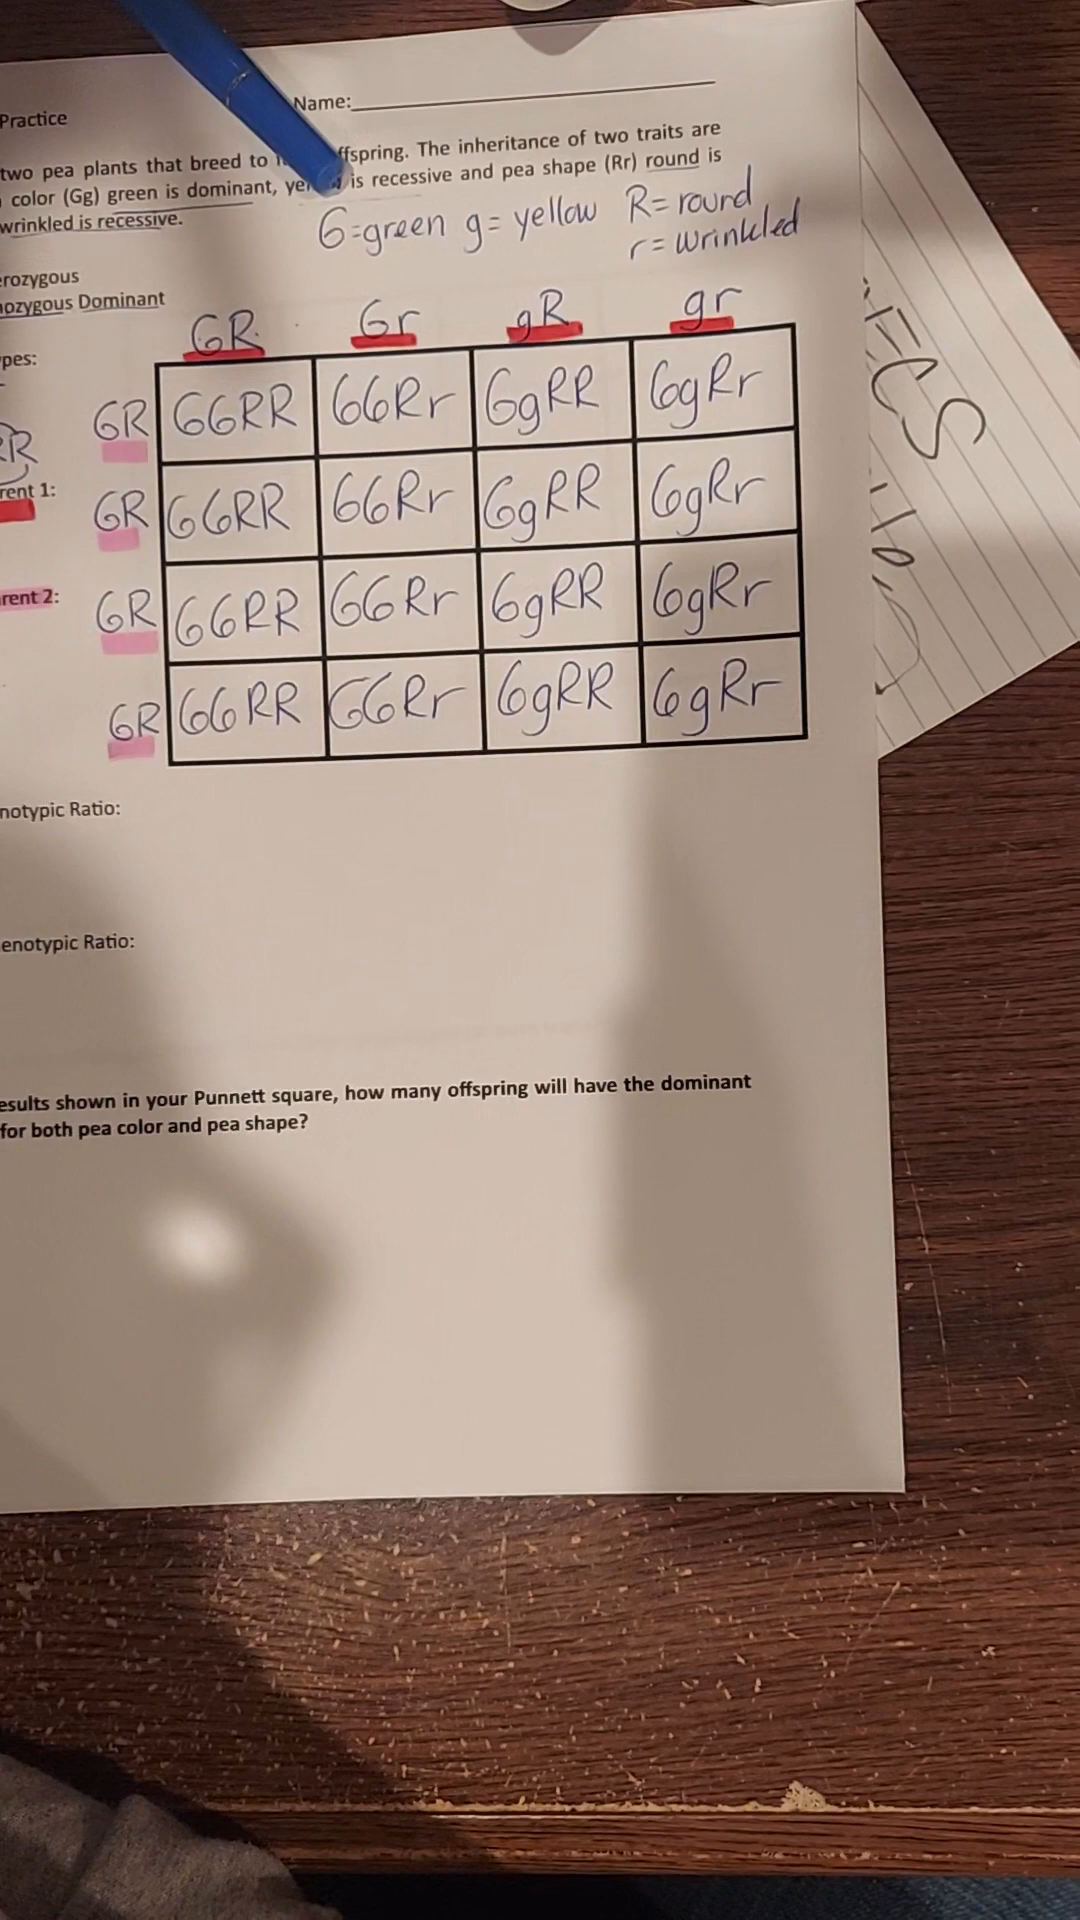 Practice
Name:
two pea plants that breed to ffspring. The inheritance of two traits are
color (Gg) green is dominant, is recessive and pea shape (Rr) round is
wrinkled is recessive.
G=green g= yellow R= round
r= wrinkled
erozygous
mozygous Dominant
GR Gr gR gr
ypes:
GR GGRR GGRr GgRR GgRr
R
rent 1:
GR GGRR GGRr GgRR GgRr
rent 2:
GR GGRR GGRr GgRR GgRr
GR GGRR GGRr GgRR GgRr
notypic Ratio:
enotypic Ratio:
esults shown in your Punnett square, how many offspring will have the dominant
for both pea color and pea shape?